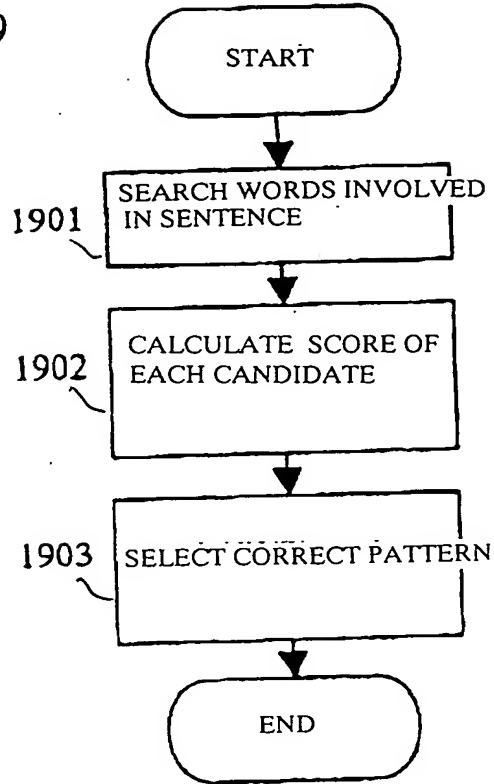 START
SEARCH WORDS INVOLVED
IN SENTENCE
1901
CALCULATE SCORE OF
EACH CANDIDATE
1902
SELECT CORRECT PATTERN
1903
END